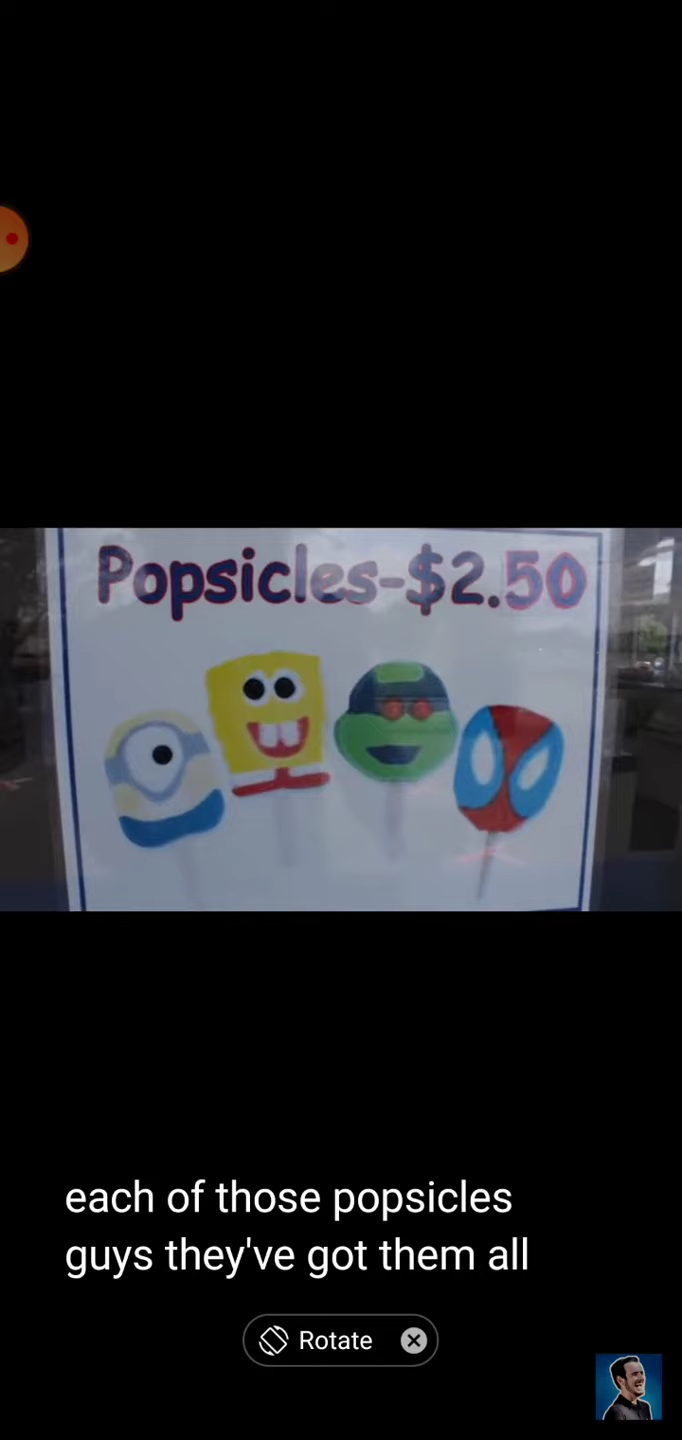 Popsicles-$2.50
each of those popsicles
guys they've got them all
Rotate